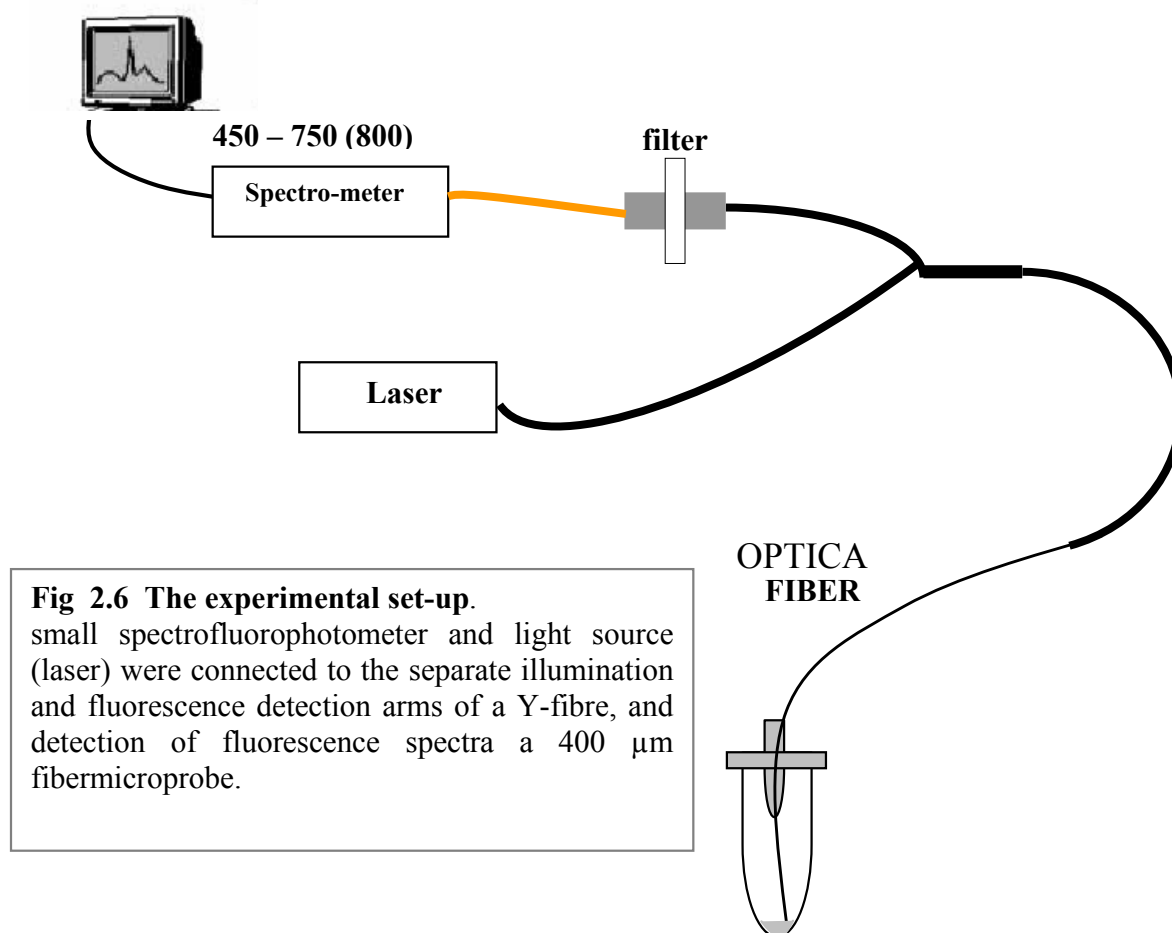 450 – 750 (800)
filter
Spectro-meter
Laser
OPTICA
FIBER
Fig 2.6 The experimental set-up.
small spectrofluorophotometer and light source
(laser) were connected to the separate illumination
and fluorescence detection arms of a Y-fibre, and
detection of fluorescence spectra a 400 µm
fibermicroprobe.